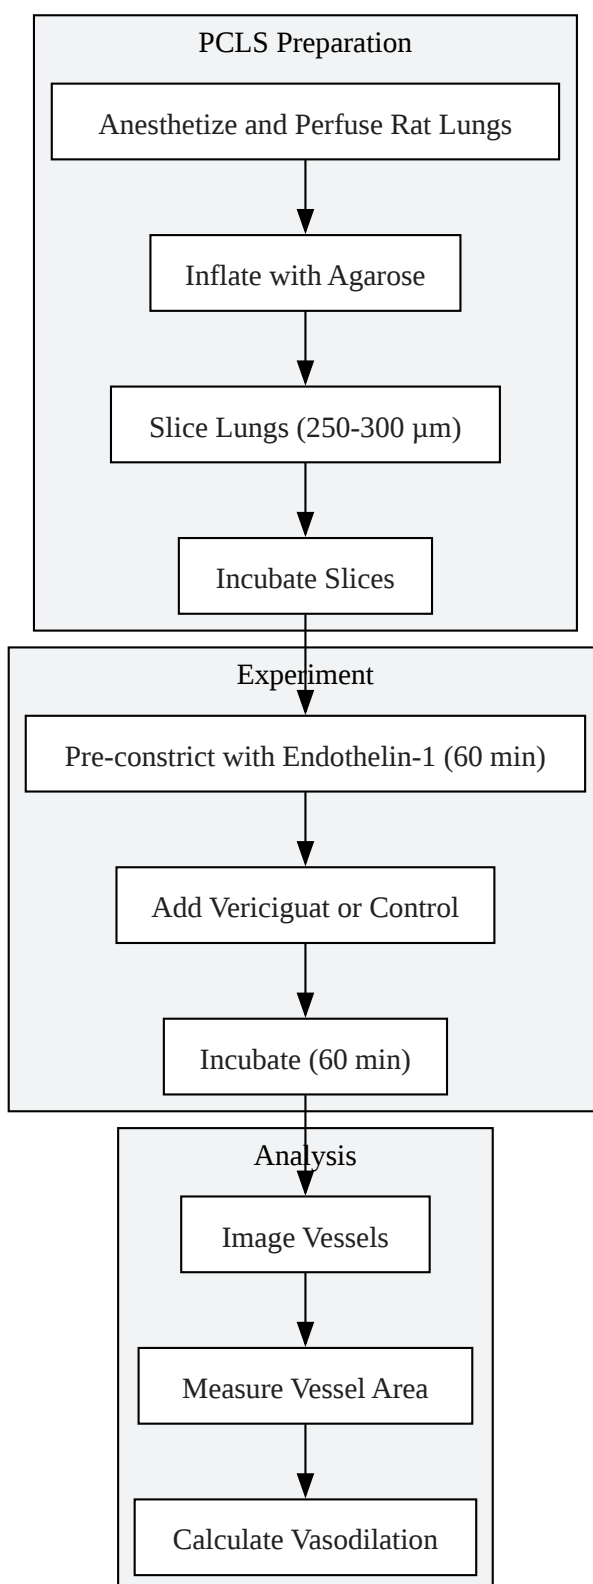 PCLS Preparation
Anesthetize and Perfuse Rat Lungs
Inflate with Agarose
Slice Lungs (250-300 µm)
Incubate Slices
Experiment
Pre-constrict with Endothelin-1 (60 min)
Add Vericiguat or Control
Incubate (60 min)
Analysis
Image Vessels
Measure Vessel Area
Calculate Vasodilation